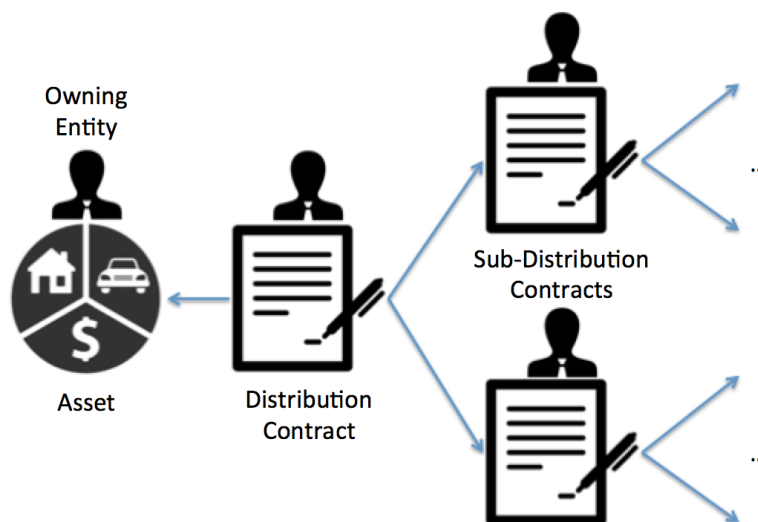 Owning
Entity
$
Asset
Distribution
Contract
Sub-Distribution
Contracts
..
..